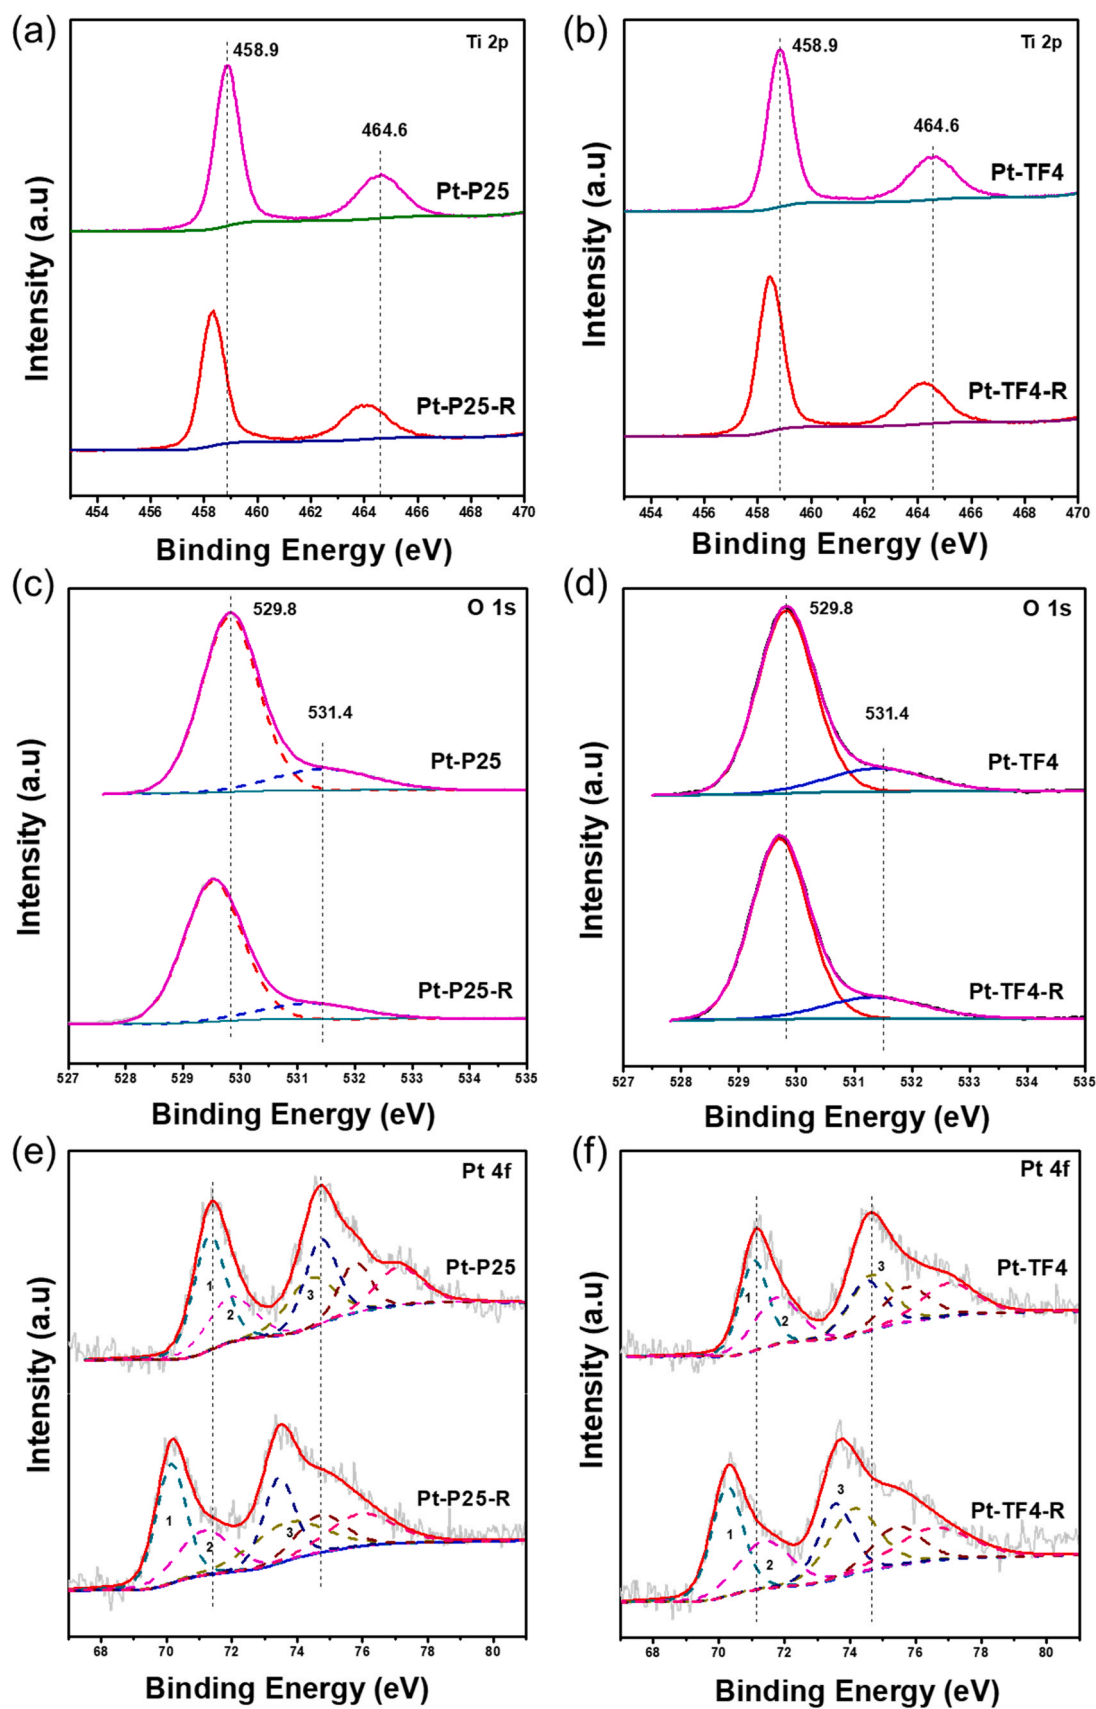 (a)
Ti 2p
458.9
464.6
Pt-P25
Pt-P25-R
Intensity (a.u)
454 456 458 460 462 464 466 468 470
Binding Energy (eV)
(b)
Ti 2p
458.9
464.6
Pt-TF4
Pt-TF4-R
Intensity (a.u)
454 456 458 460 462 464 466 468 470
Binding Energy (eV)
(c)
O 1s
529.8
531.4
Pt-P25
Pt-P25-R
Intensity (a.u)
527 528 529 530 531 532 533 534 535
Binding Energy (eV)
(d)
O 1s
529.8
531.4
Pt-TF4
Pt-TF4-R
Intensity (a.u)
527 528 529 530 531 532 533 534 535
Binding Energy (eV)
(e)
Pt 4f
Pt-P25
1
2
3
Pt-P25-R
1
2
3
Intensity (a.u)
68 70 72 74 76 78 80
Binding Energy (eV)
(f)
Pt 4f
Pt-TF4
3
1
2
Pt-TF4-R
3
1
2
Intensity (a.u)
68 70 72 74 76 78 80
Binding Energy (eV)